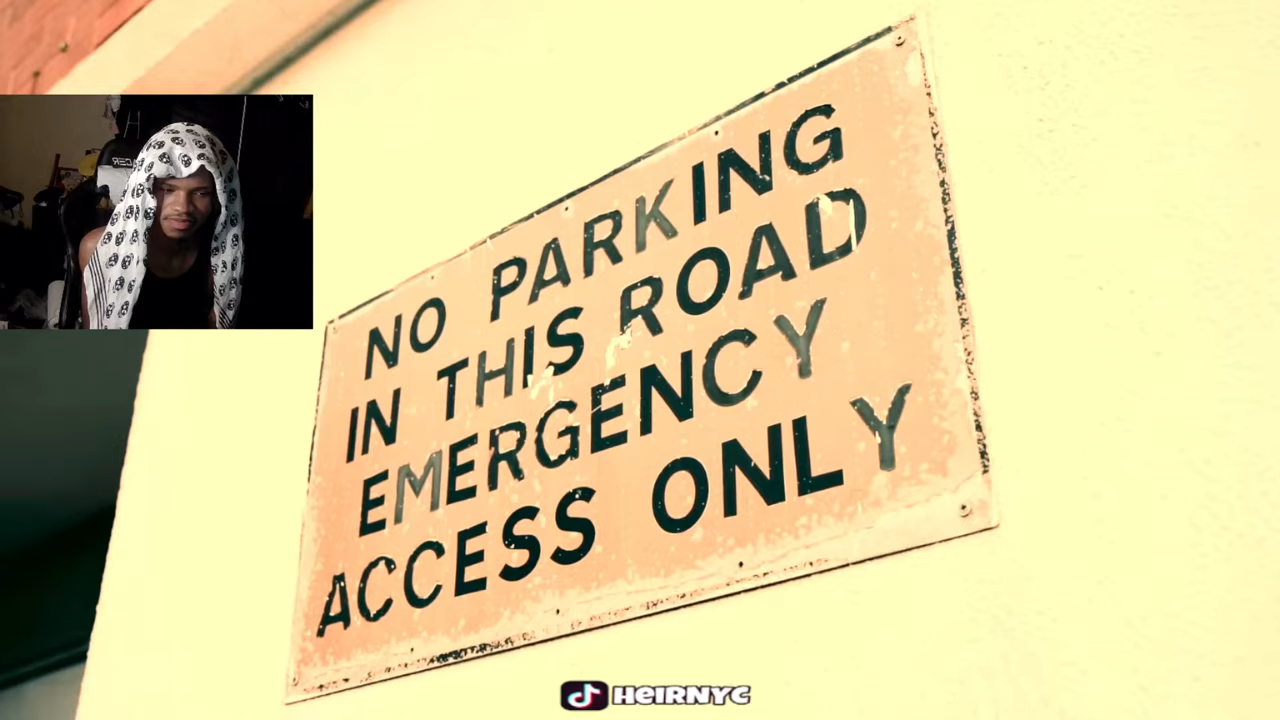 NO PARKING
IN THIS ROAD
EMERGENCY
ACCESS ONLY
HEIRNYC